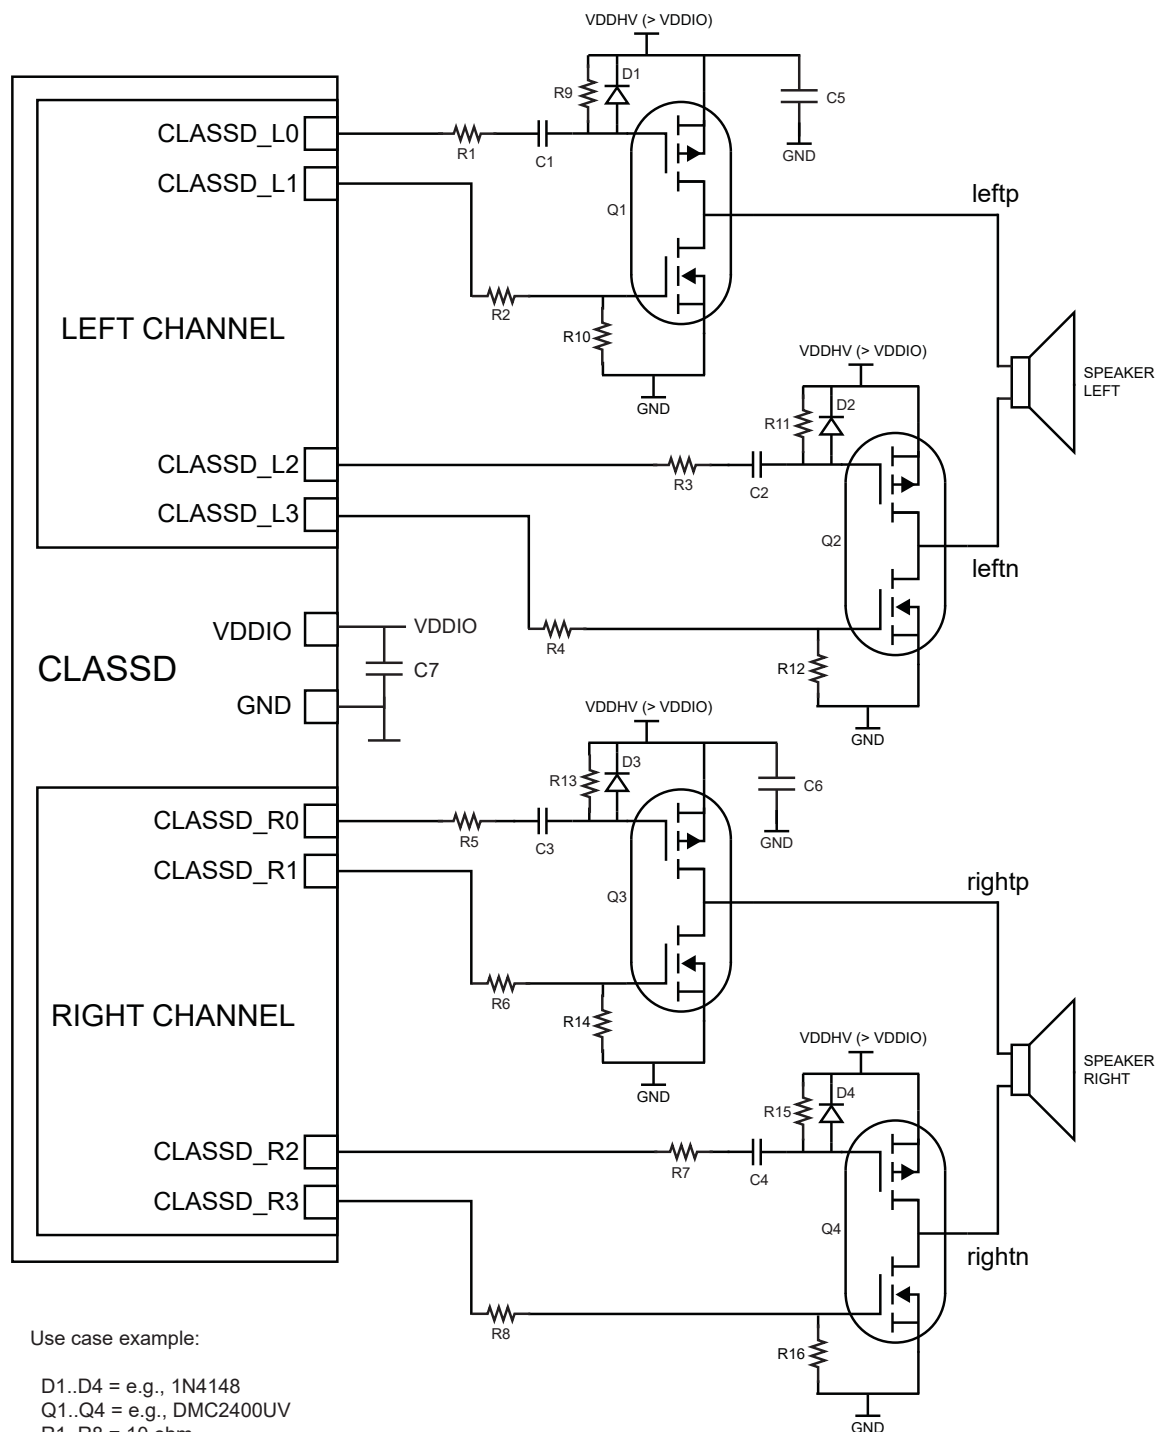 VDDHV (> VDDIO)
D1
R9
C5
GND
CLASSD_L0
R1
C1
CLASSD_L1
leftp
Q1
R2
R10
LEFT CHANNEL
GND
VDDHV (> VDDIO)
SPEAKER
LEFT
D2
R11
CLASSD_L2
R3
C2
CLASSD_L3
Q2
leftn
VDDIO
VDDIO
R4
CLASSD
C7
R12
GND
GND
VDDHV (> VDDIO)
D3
R13
C6
GND
CLASSD_R0
R5
C3
CLASSD_R1
rightp
Q3
R6
R14
RIGHT CHANNEL
GND
VDDHV (> VDDIO)
SPEAKER
RIGHT
D4
R15
CLASSD_R2
R7
C4
CLASSD_R3
Q4
rightn
R8
R16
GND
Use case example:
D1..D4 = e.g., 1N4148
Q1..Q4 = e.g., DMC2400UV
R1..R8 = 10 ohm